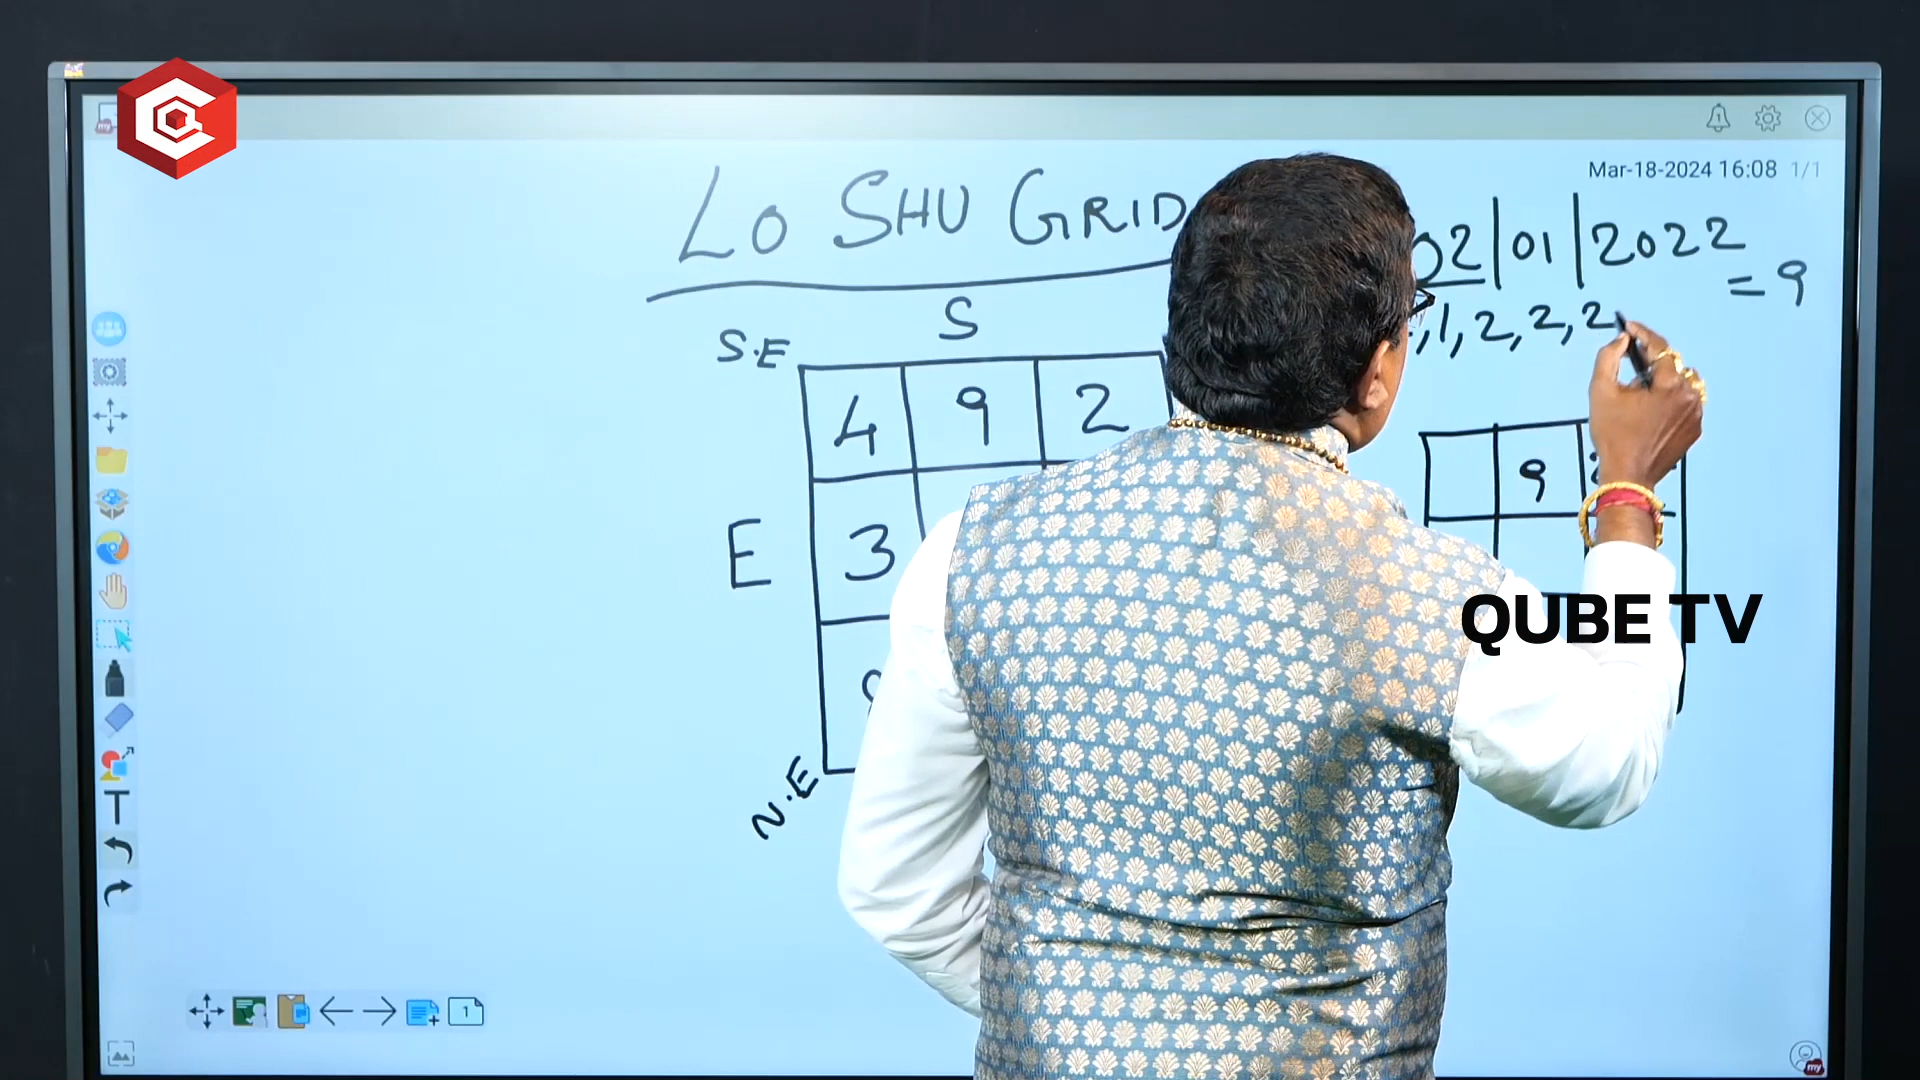 Mar-18-2024 16:08 1/1
LO SHU GRID
02|01|2022
= 9
,1,2,2,2
S
S.E
4 9 2
9
E
3
QUBE TV
N.E
T
1